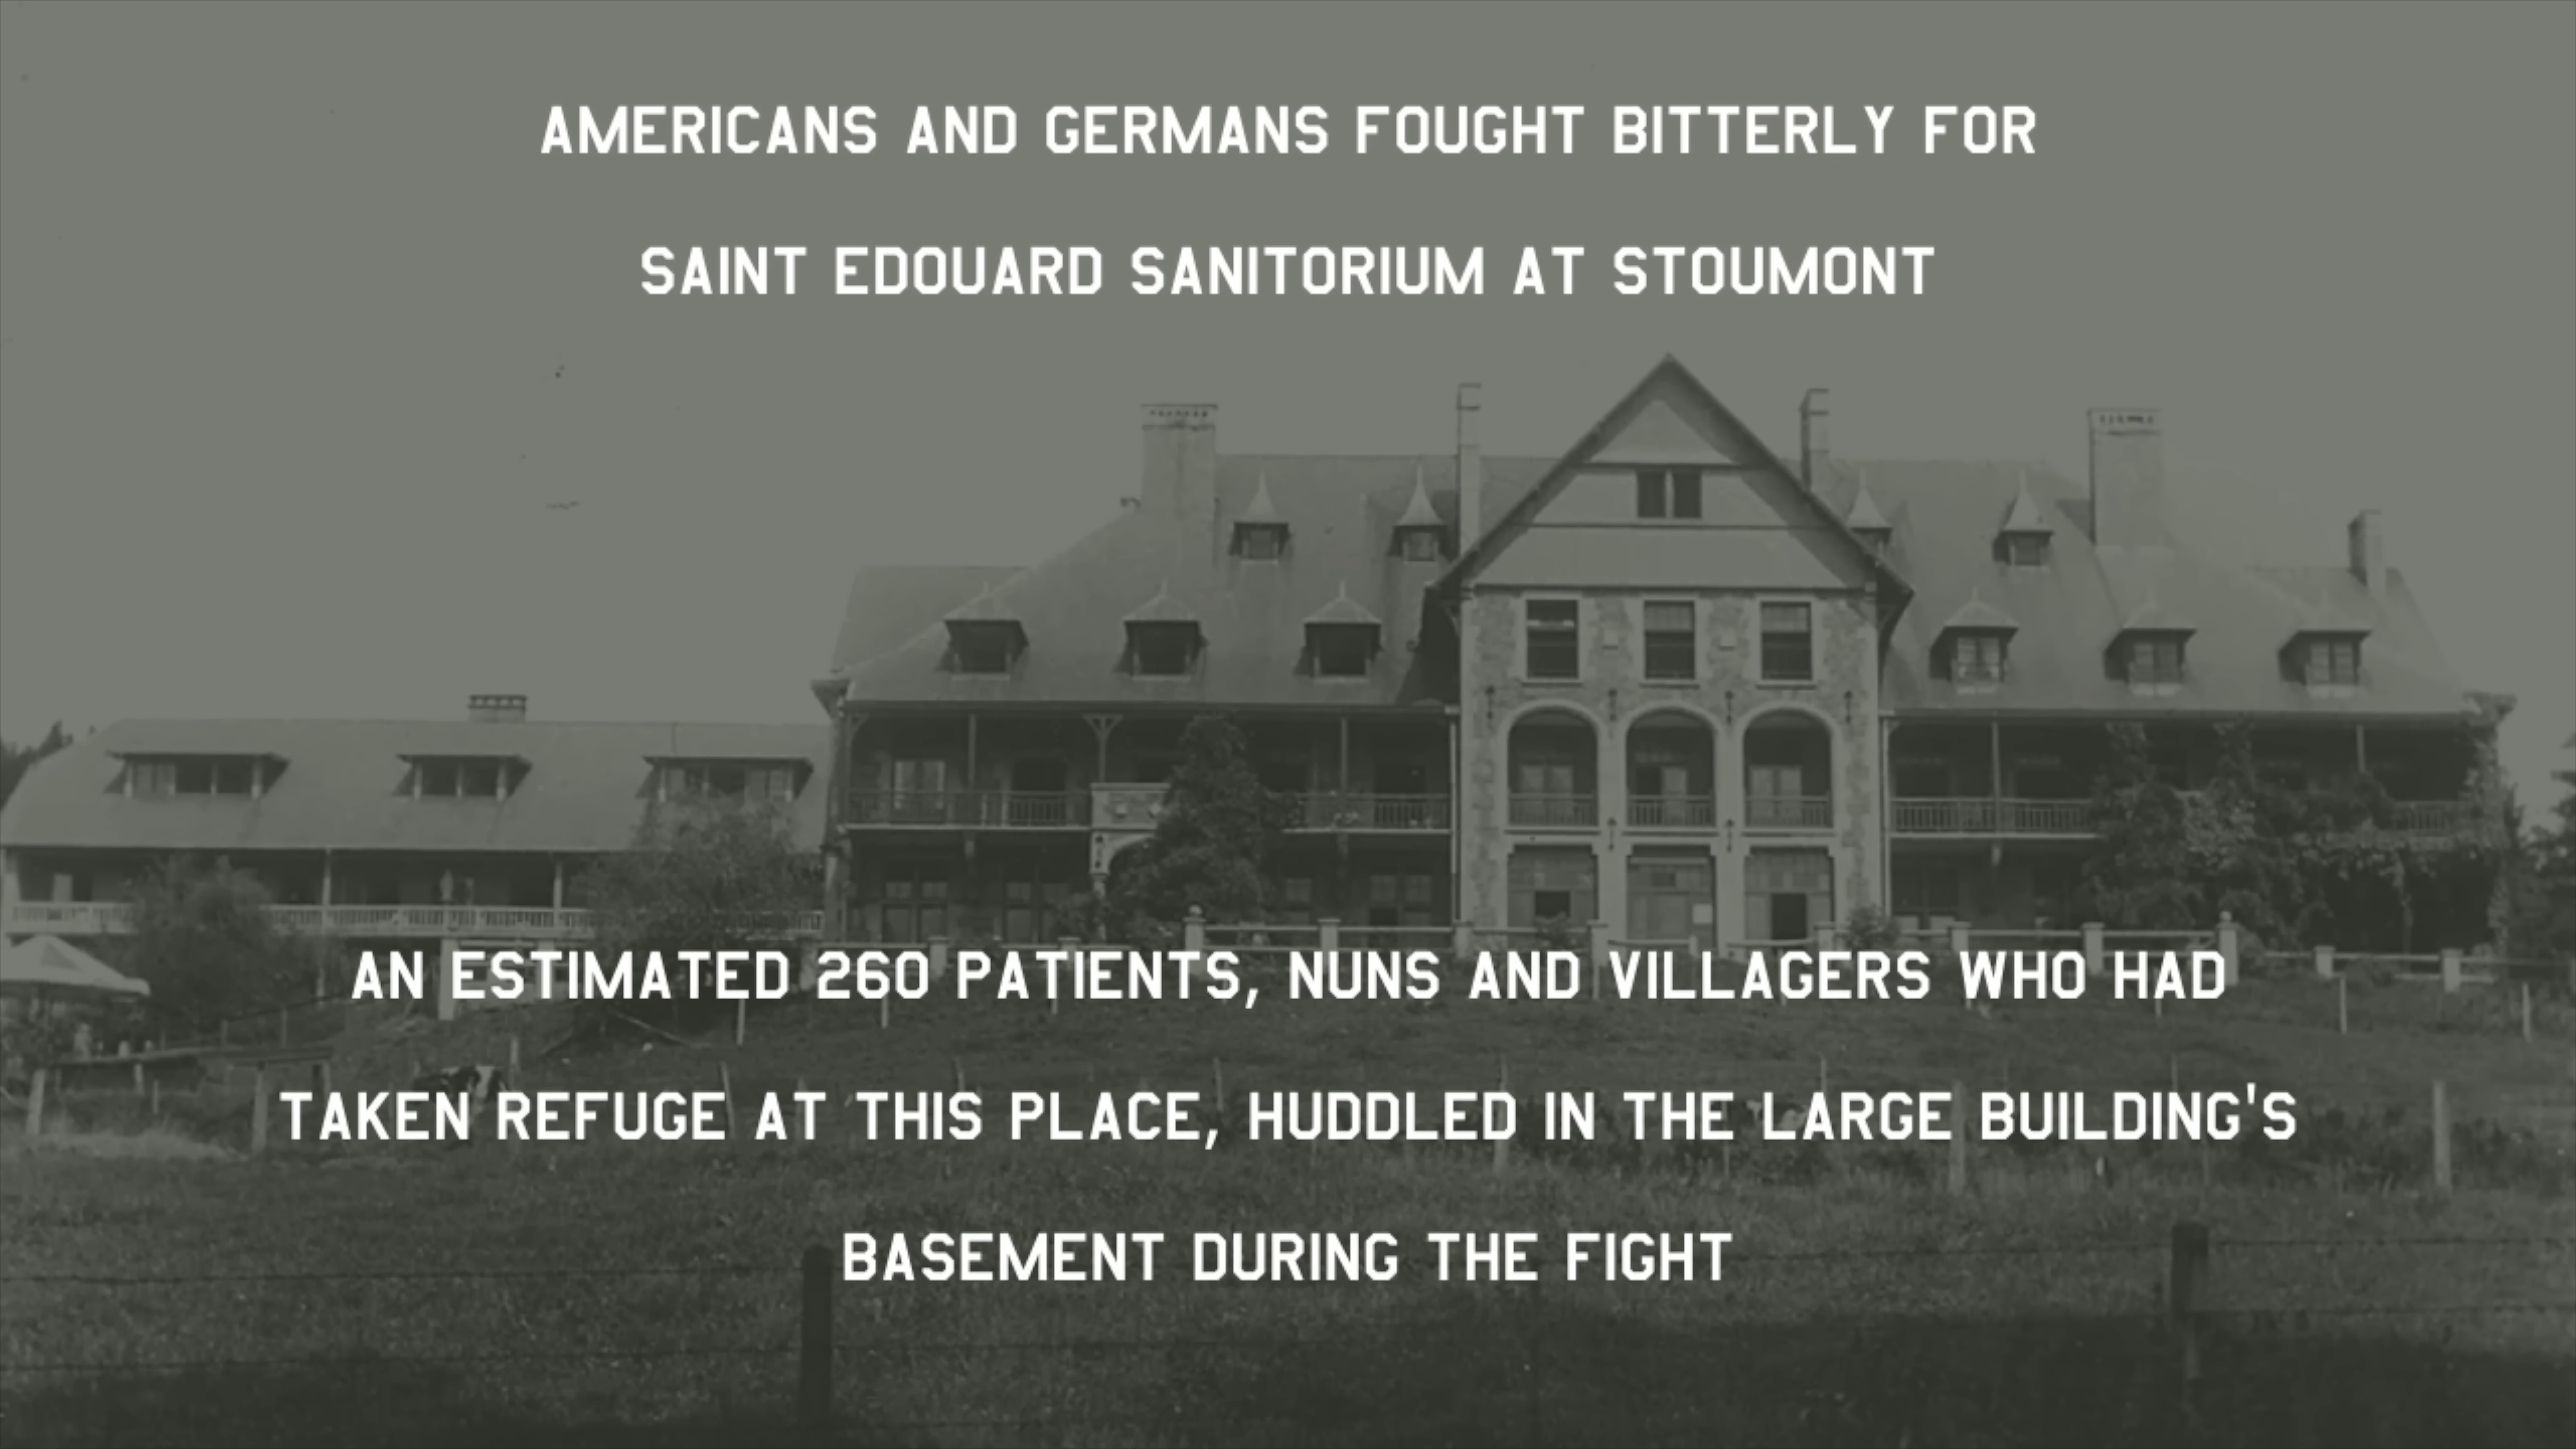 AMERICANS AND GERMANS FOUGHT BITTERLY FOR
SAINT EDOUARD SANITORIUM AT STOUMONT
AN ESTIMATED 260 PATIENTS, NUNS AND VILLAGERS WHO HAD
TAKEN REFUGE AT THIS PLACE, HUDDLED IN THE LARGE BUILDING'S
BASEMENT DURING THE FIGHT